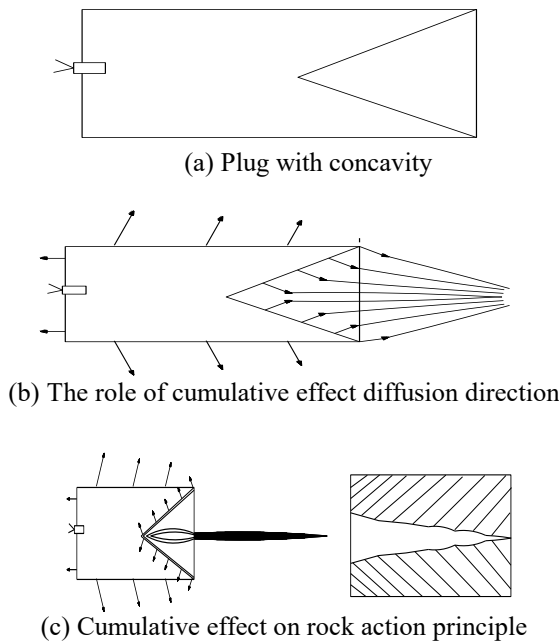 (a) Plug with concavity
(b) The role of cumulative effect diffusion direction
(c) Cumulative effect on rock action principle